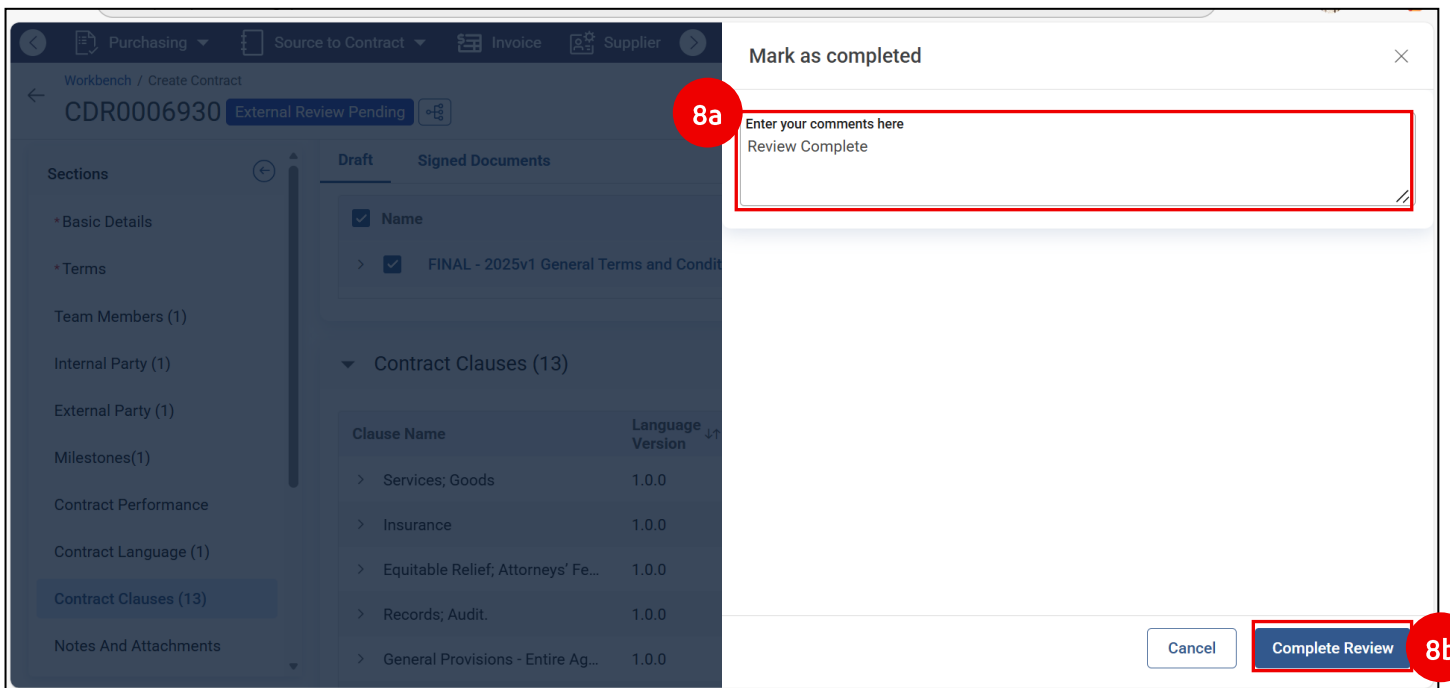 Purchasing
Source to Contract
Invoice
Supplier
Workbench / Create Contract
CDR0006930
External Review Pending
Sections
* Basic Details
* Terms
Team Members (1)
Internal Party (1)
External Party (1)
Milestones(1)
Contract Performance
Contract Language (1)
Contract Clauses (13)
Notes And Attachments
Draft
Signed Documents
Name
FINAL - 2025v1 General Terms and Condit
Contract Clauses (13)
Clause Name
Language
Version
Services; Goods
1.0.0
Insurance
1.0.0
Equitable Relief; Attorneys' Fe...
1.0.0
Records; Audit.
1.0.0
General Provisions - Entire Ag...
1.0.0
Mark as completed
8a
Enter your comments here
Review Complete
Cancel
Complete Review
8b